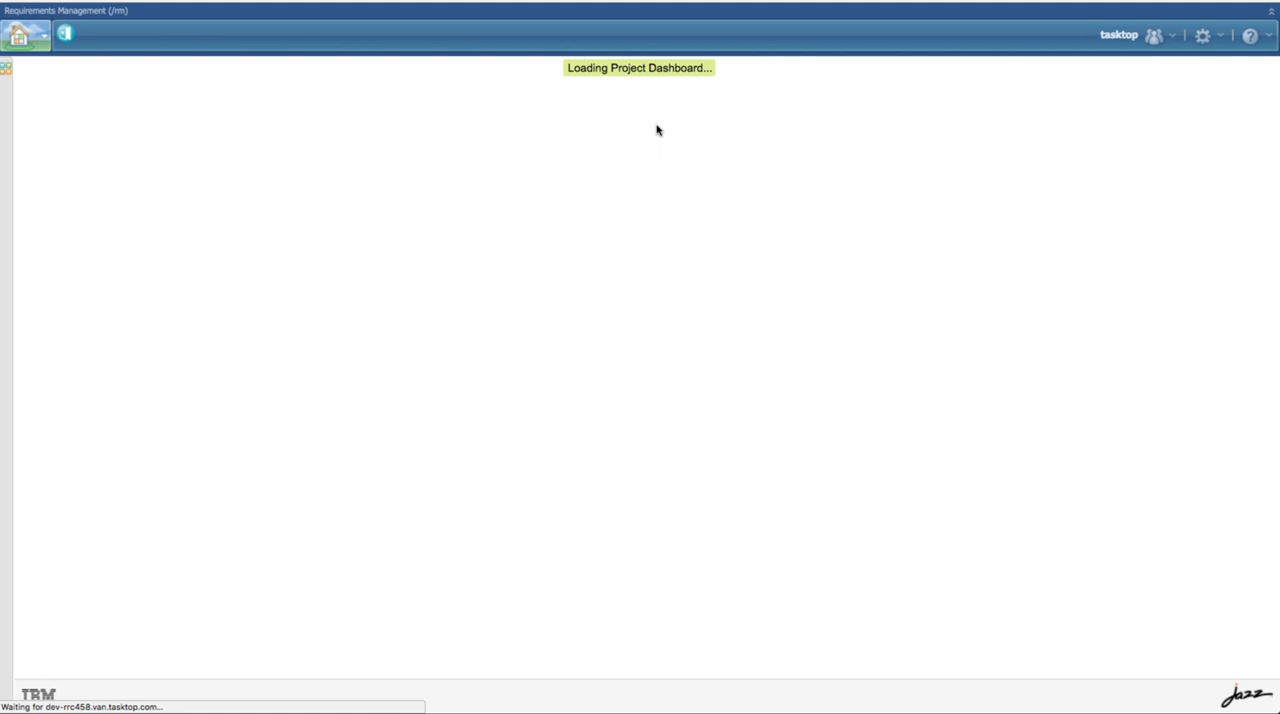 Requirements Management (/rm)
tasktop
Loading Project Dashboard...
IBM
jazz
Waiting for dev-rrc458.van.tasktop.com...